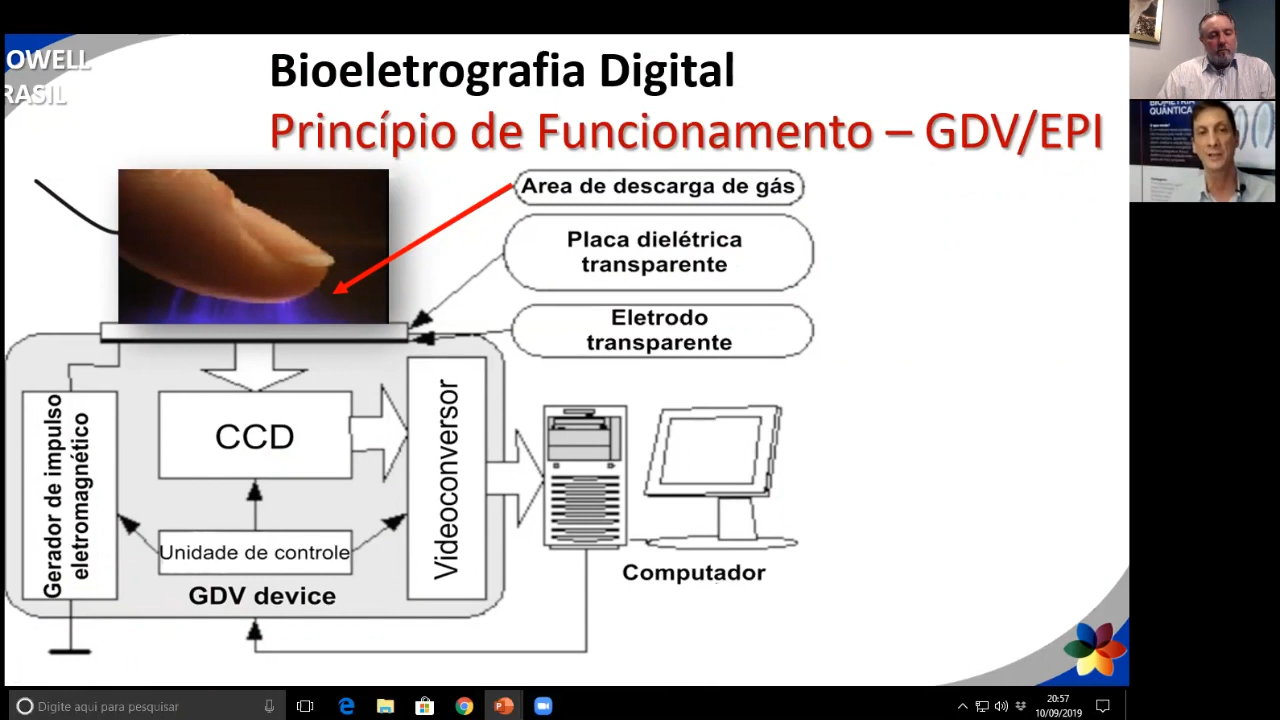 OWELL
RASIL
Bioeletrografia Digital
Princípio de Funcionamento – GDV/EPI
Area de descarga de gás
Placa dielétrica
transparente
Eletrodo
transparente
Gerador de impulso
eletromagnético
CCD
Videoconversor
Unidade de controle
GDV device
Computador
BIOMETRIA
QUÂNTICA
Digite aqui para pesquisar
20:57
10/09/2019